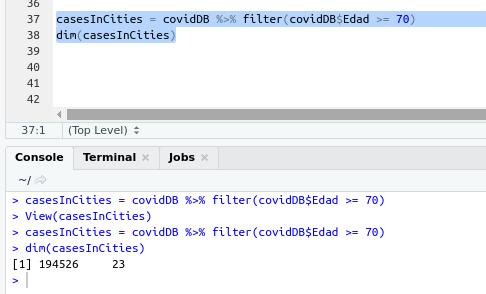 36
37 casesInCities = covidDB %>% filter(covidDB$Edad >= 70)
38 dim(casesInCities)
39
40
41
42
37:1 (Top Level)
Console Terminal Jobs
~/
> casesInCities = covidDB %>% filter(covidDB$Edad >= 70)
> View(casesInCities)
> casesInCities = covidDB %>% filter(covidDB$Edad >= 70)
> dim(casesInCities)
[1] 194526     23
>